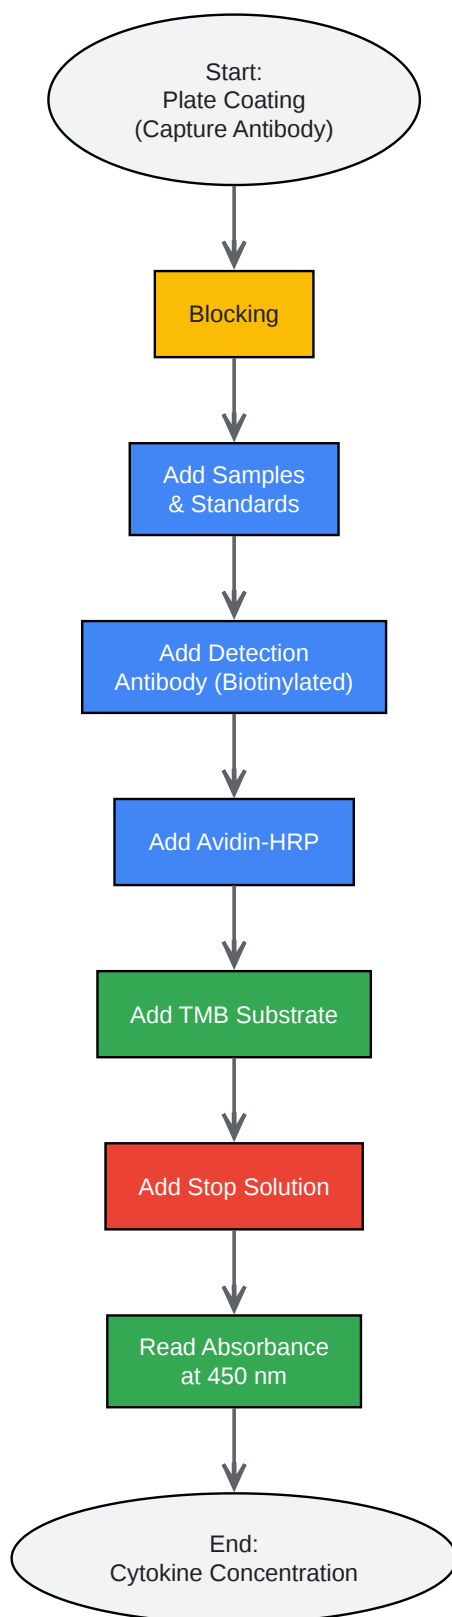 Start:
Plate Coating
(Capture Antibody)
Blocking
Add Samples
& Standards
Add Detection
Antibody (Biotinylated)
Add Avidin-HRP
Add TMB Substrate
Add Stop Solution
Read Absorbance
at 450 nm
End:
Cytokine Concentration